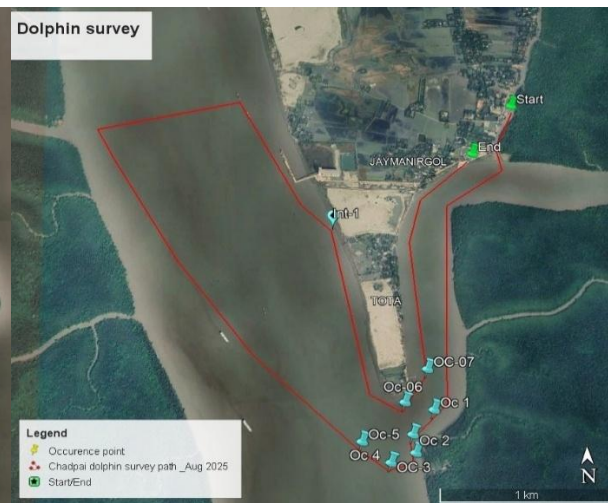 Dolphin survey
Start
End
JAYMANIRGOL
Int-1
TOTA
OC-07
Oc-06
Oc 1
Oc 2
Oc-5
Oc 4
OC-3
Legend
Occurence point
Chadpai dolphin survey path _Aug 2025
Start/End
1 km
N